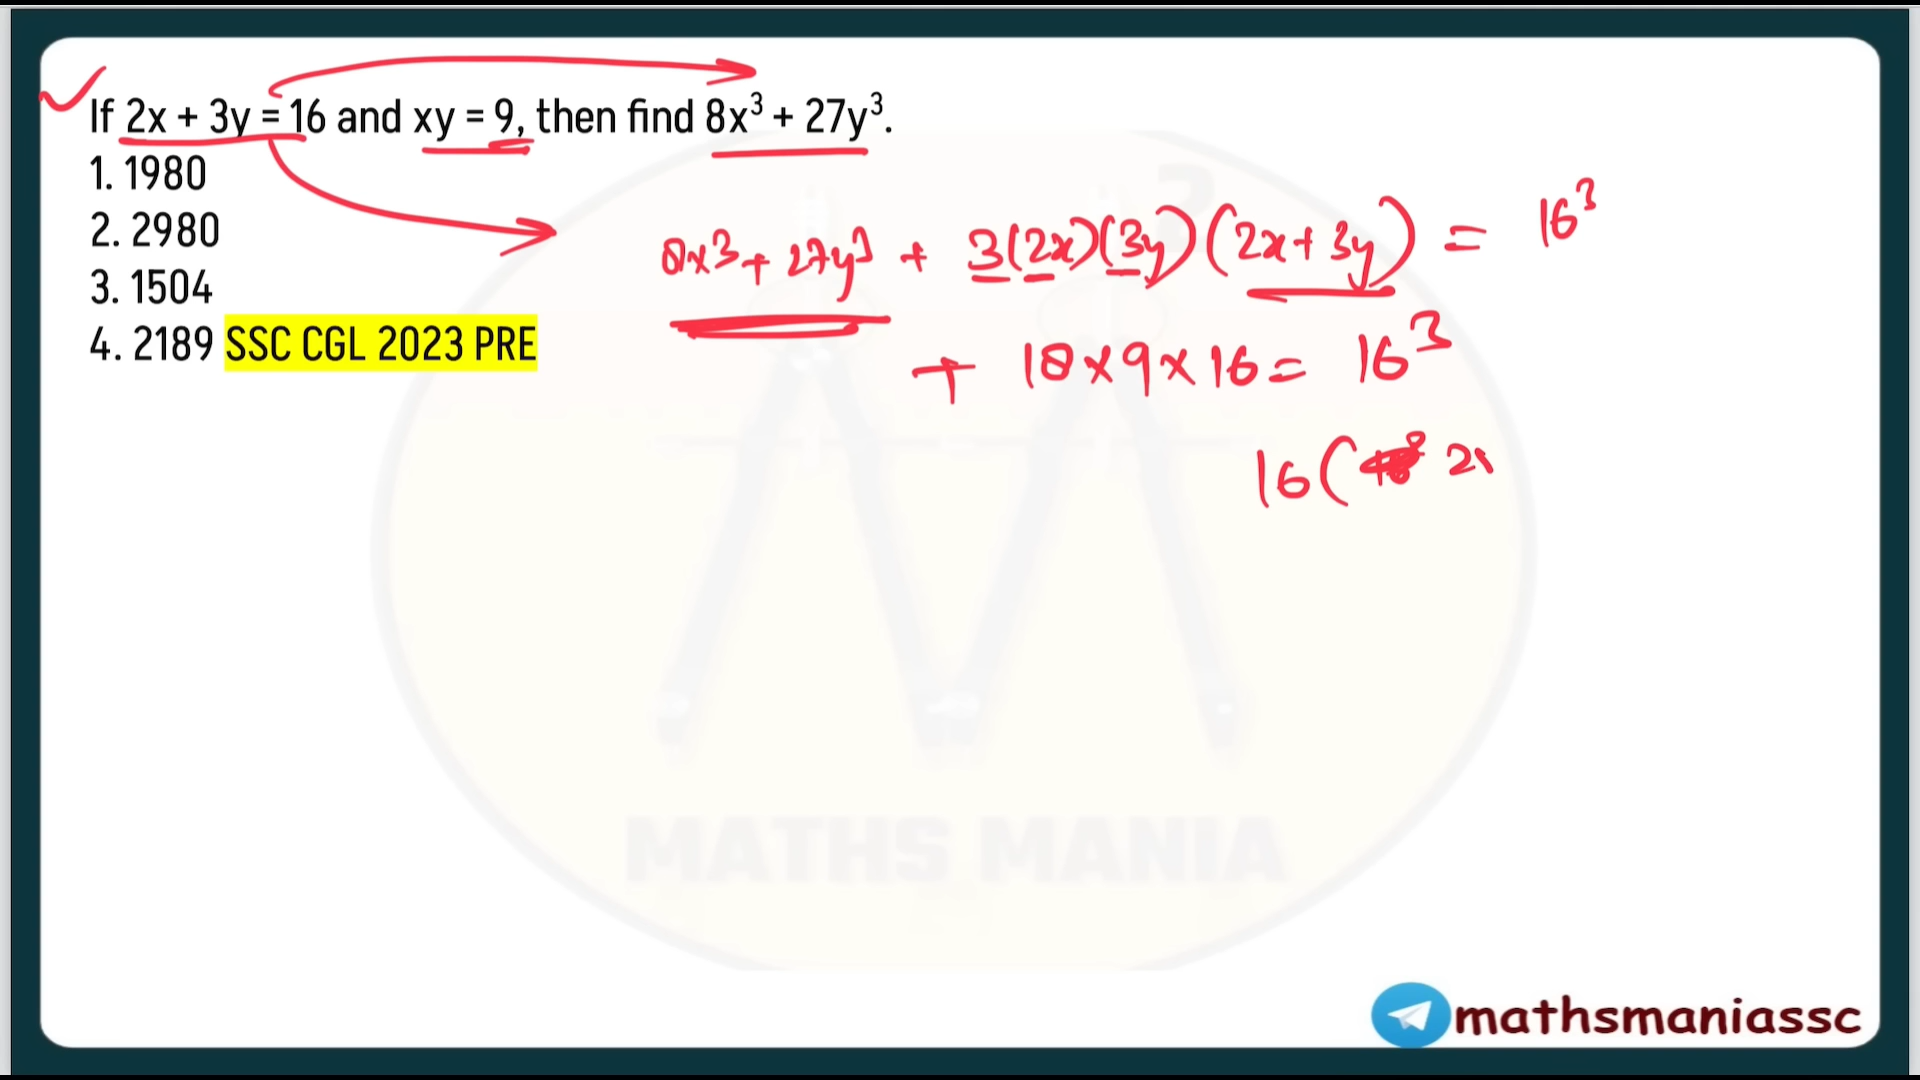 If 2x + 3y = 16 and xy = 9, then find 8x³ + 27y³.
1. 1980
2. 2980
3. 1504
4. 2189 SSC CGL 2023 PRE
8x3 + 27y3 + 3(2x)(3y)(2x+3y) = 16³
+ 18×9×16= 16³
16(
MATHS MANIA
mathsmaniassc